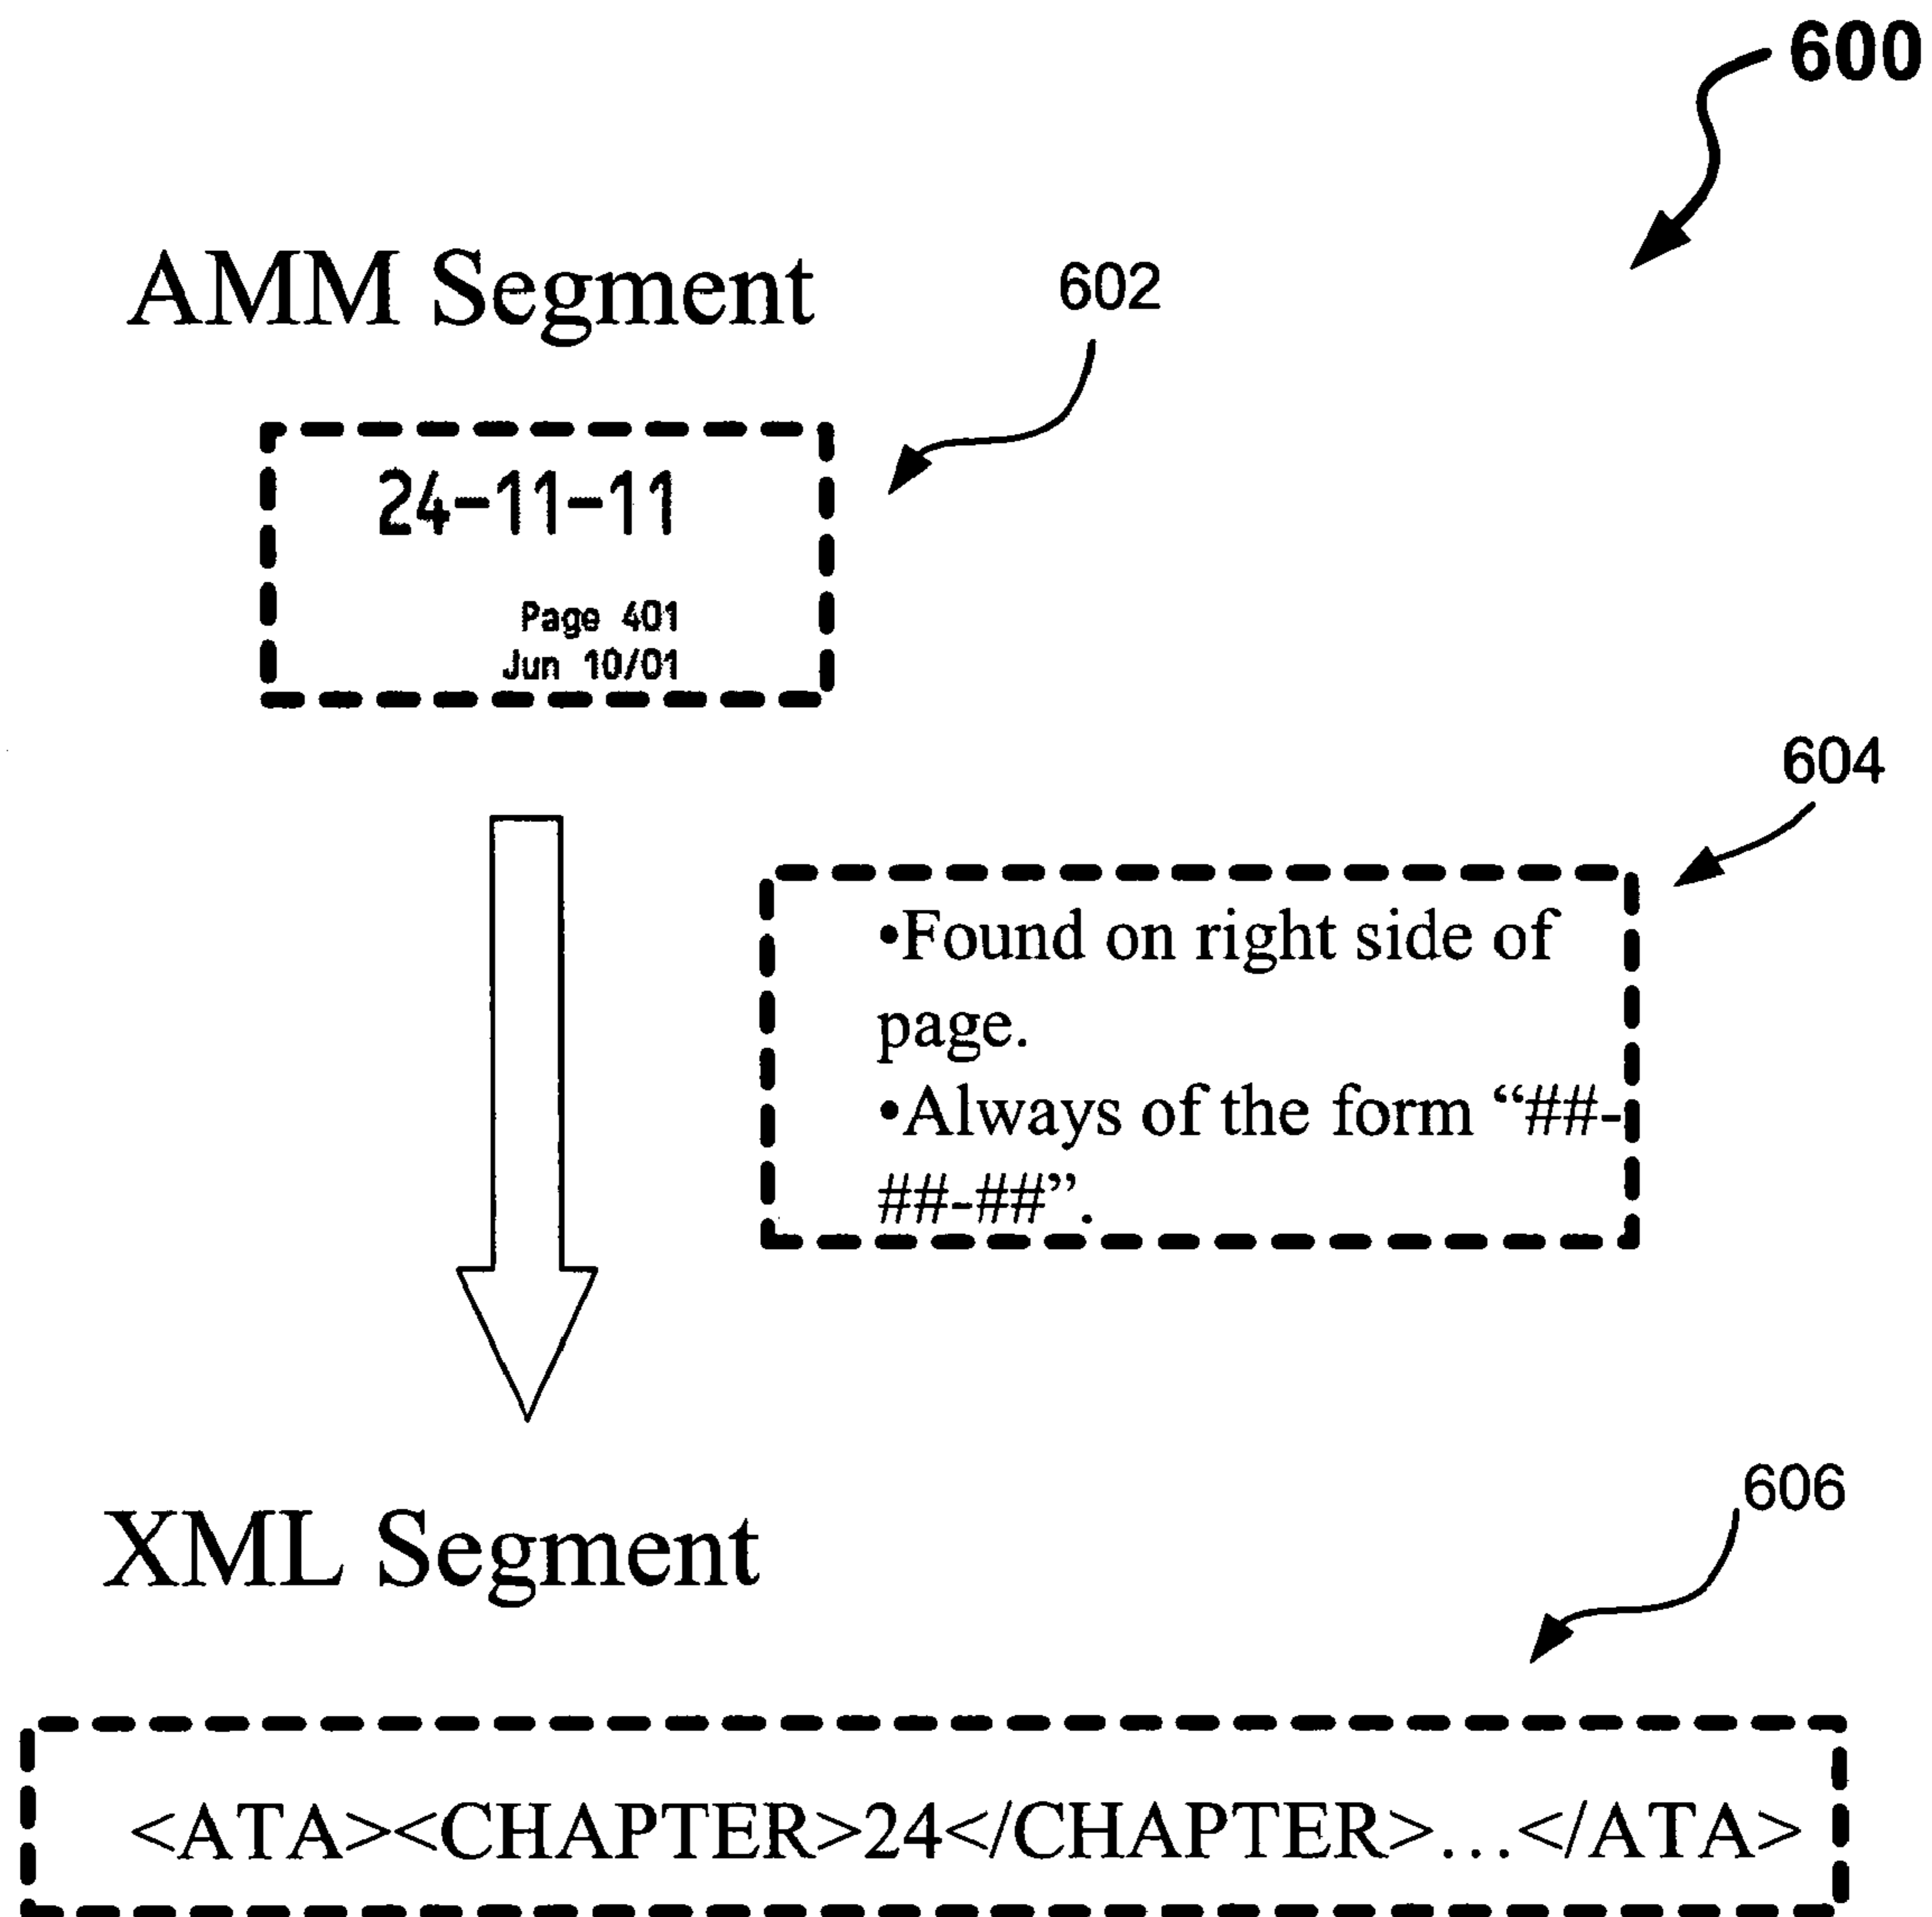 600
AMM Segment
602
24-11-11
Page 401
Jun 10/01
604
•Found on right side of
page.
•Always of the form “##-
##-##”.
XML Segment
606
<ATA><CHAPTER>24</CHAPTER>...</ATA>